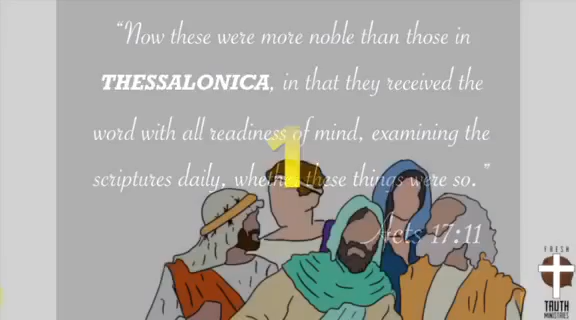 “Now these were more noble than those in
THESSALONICA, in that they received the
word with all readiness of mind, examining the
scriptures daily, whether these things were so.”
Acts 17:11
1
FRESH
TRUTH
MINISTRIES